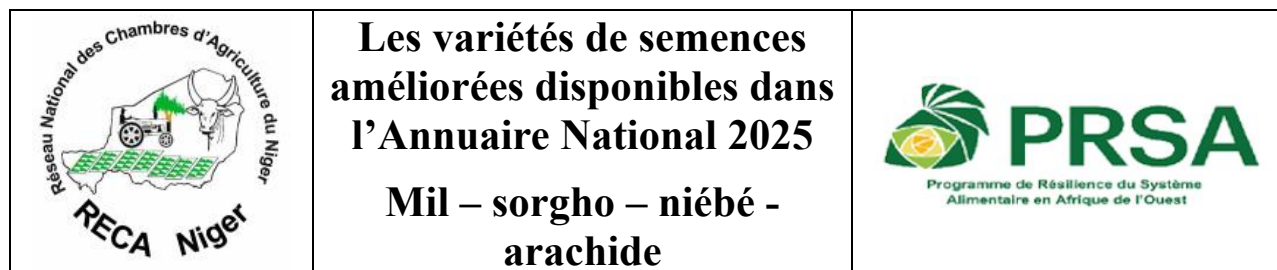 Réseau National des Chambres d'Agriculture du Niger
RECA Niger
Les variétés de semences
améliorées disponibles dans
l'Annuaire National 2025
Mil – sorgho – niébé -
arachide
PRSA
Programme de Résilience du Système
Alimentaire en Afrique de l'Ouest